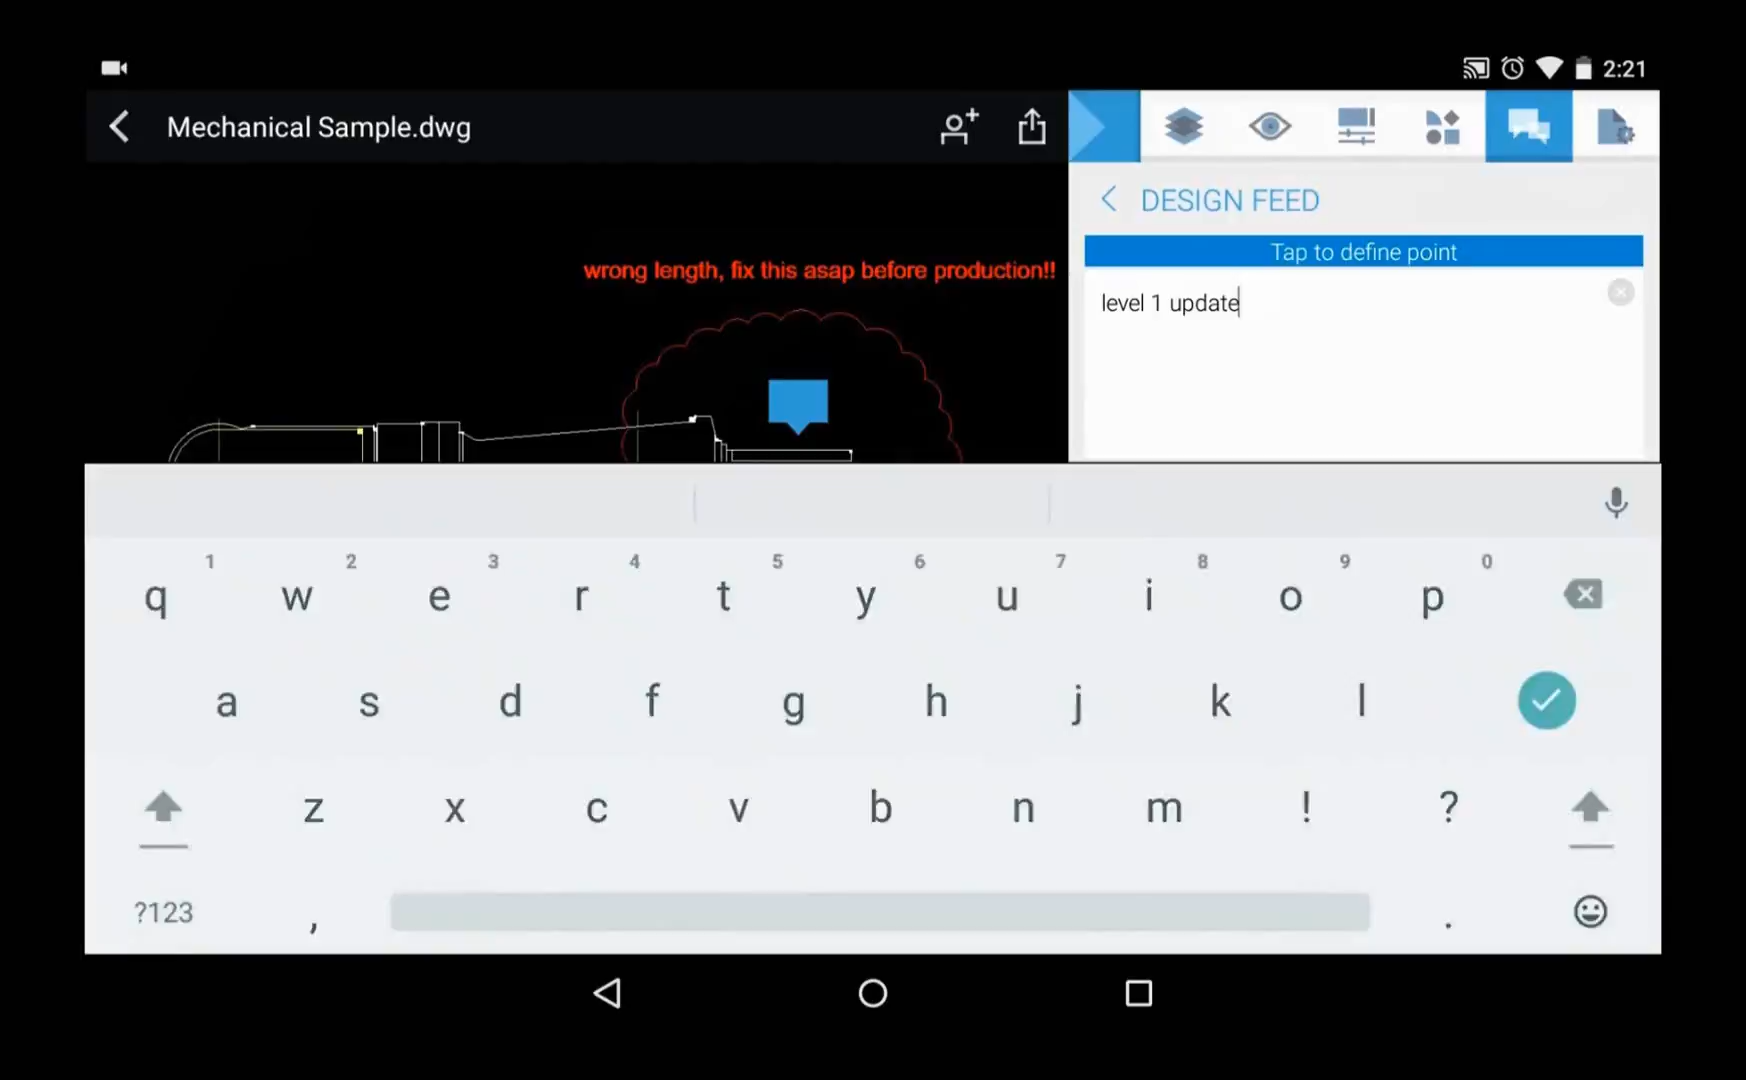 2:21
Mechanical Sample.dwg
DESIGN FEED
Tap to define point
wrong length, fix this asap before production!!
level 1 update
1 2 3 4 5 6 7 8 9 0
q w e r t y u i o p
a s d f g h j k l
z x c v b n m ! ?
?123 , .